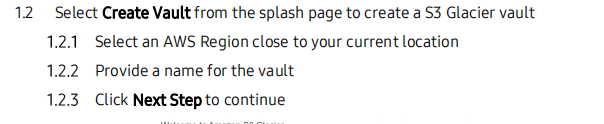 1.2 Select Create Vault from the splash page to create a S3 Glacier vault
1.2.1 Select an AWS Region close to your current location
1.2.2 Provide a name for the vault
1.2.3 Click Next Step to continue